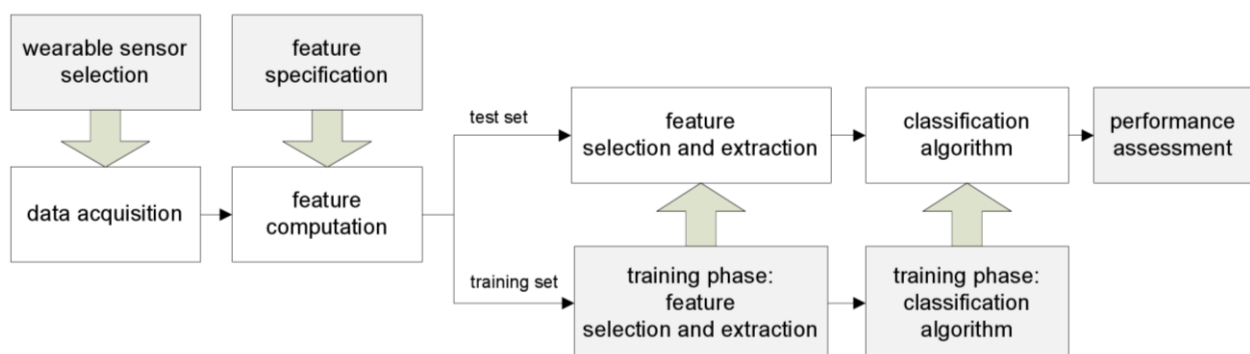 wearable sensor
selection
feature
specification
data acquisition
feature
computation
test set
training set
feature
selection and extraction
classification
algorithm
performance
assessment
training phase:
feature
selection and extraction
training phase:
classification
algorithm